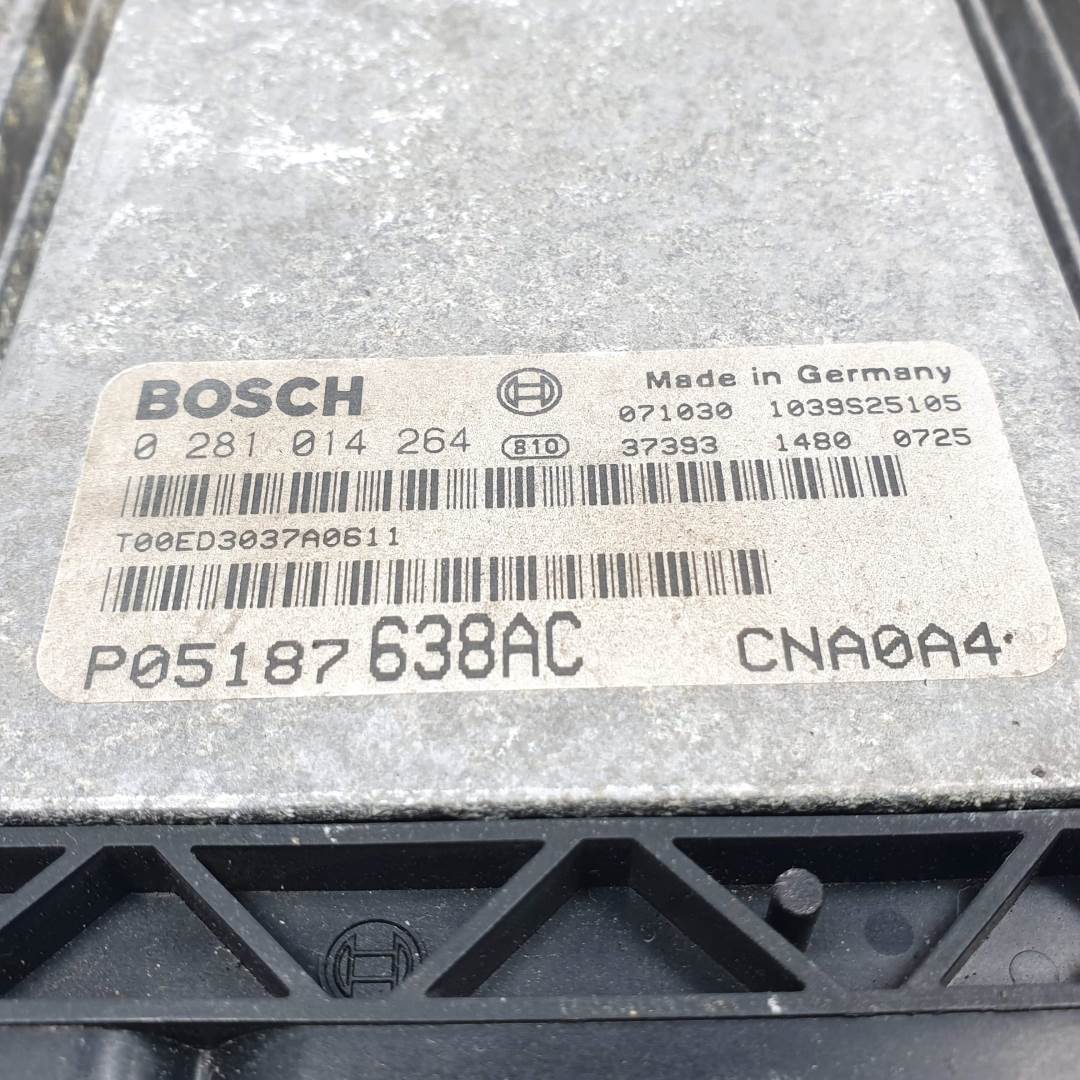 BOSCH
Made in Germany
071030 1039S25105
0 281 014 264 810 37393 1480 0725
T00ED3037A0611
P05187638AC CNA0A4